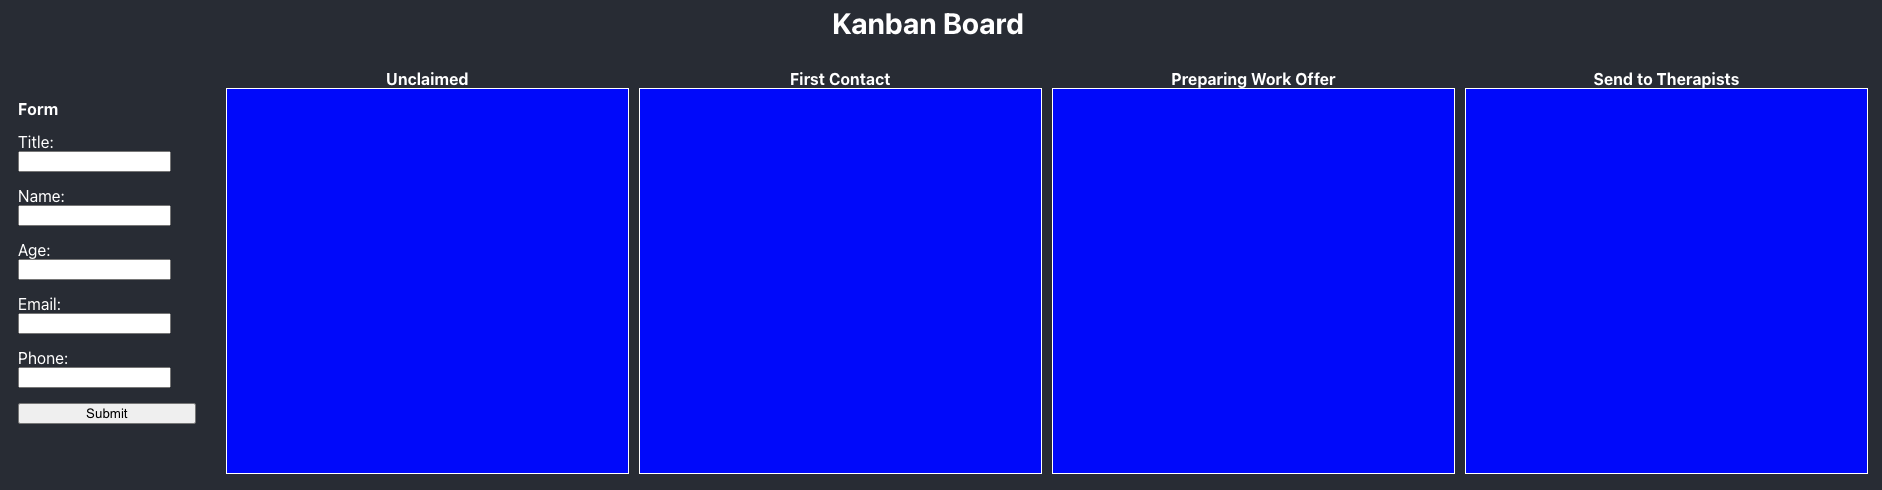 Kanban Board
Unclaimed
First Contact
Preparing Work Offer
Send to Therapists
Form
Title:
Name:
Age:
Email:
Phone:
Submit